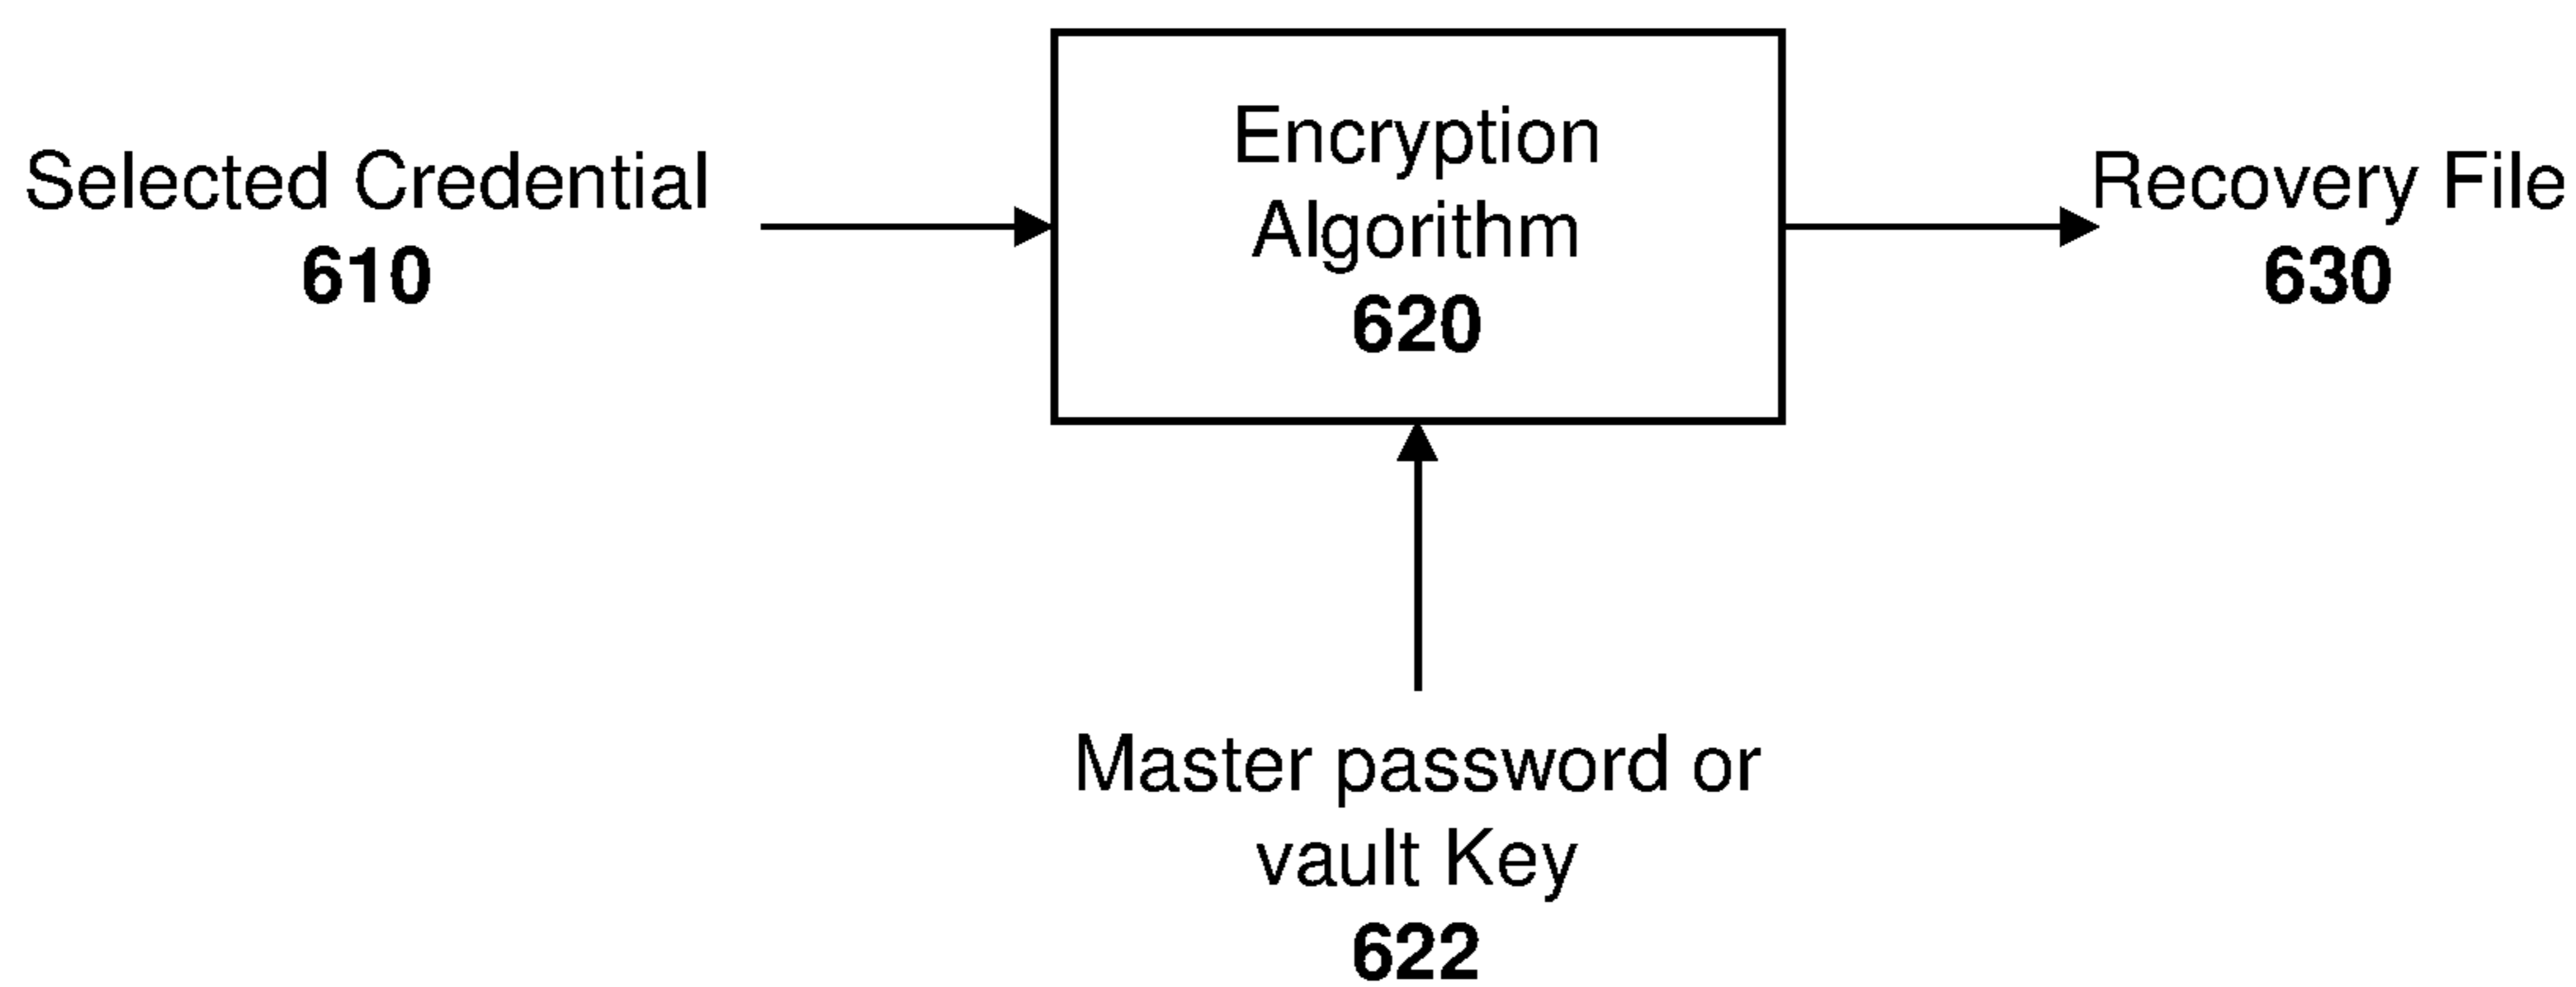 Selected Credential
610
Encryption
Algorithm
620
Recovery File
630
Master password or
vault Key
622